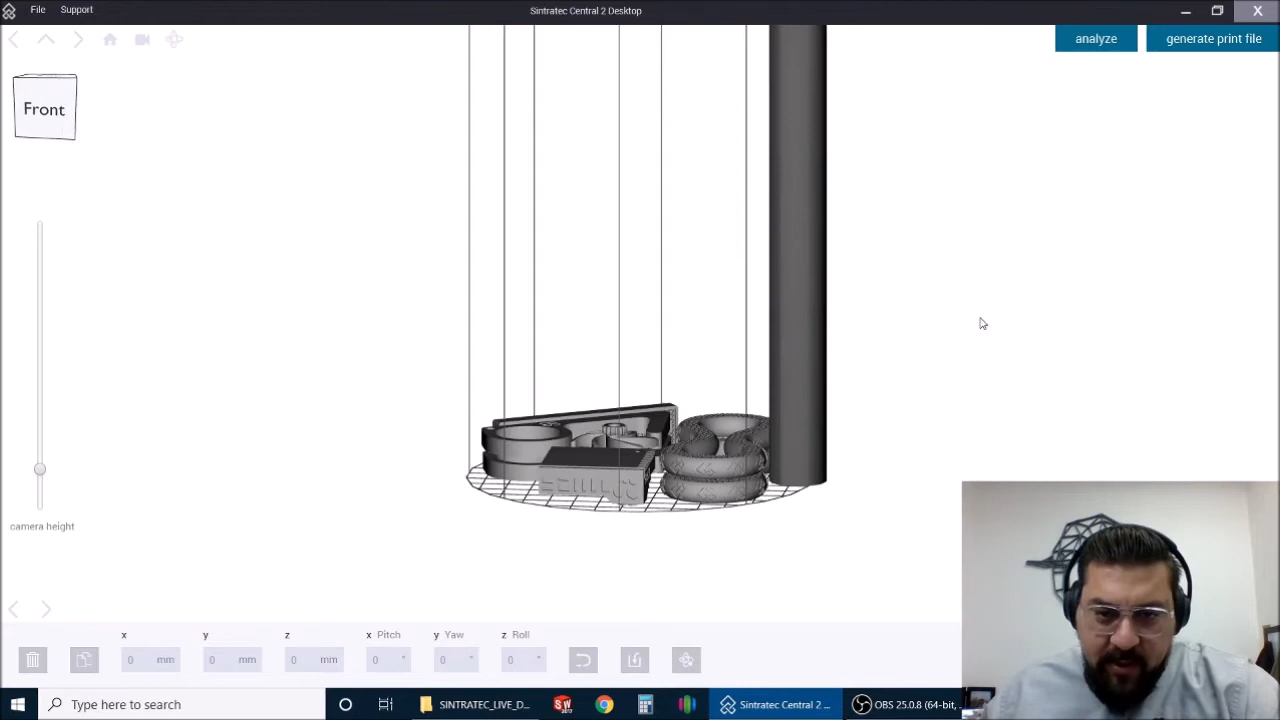 File Support Sintratec Central 2 Desktop X
analyze generate print file
Front
camera height
x y z x Pitch y Yaw z Roll
0 mm 0 mm 0 mm 0 ° 0 ° 0 °
Type here to search SINTRATEC_LIVE_D... SW 2017 Sintratec Central 2 ... OBS 25.0.8 (64-bit,